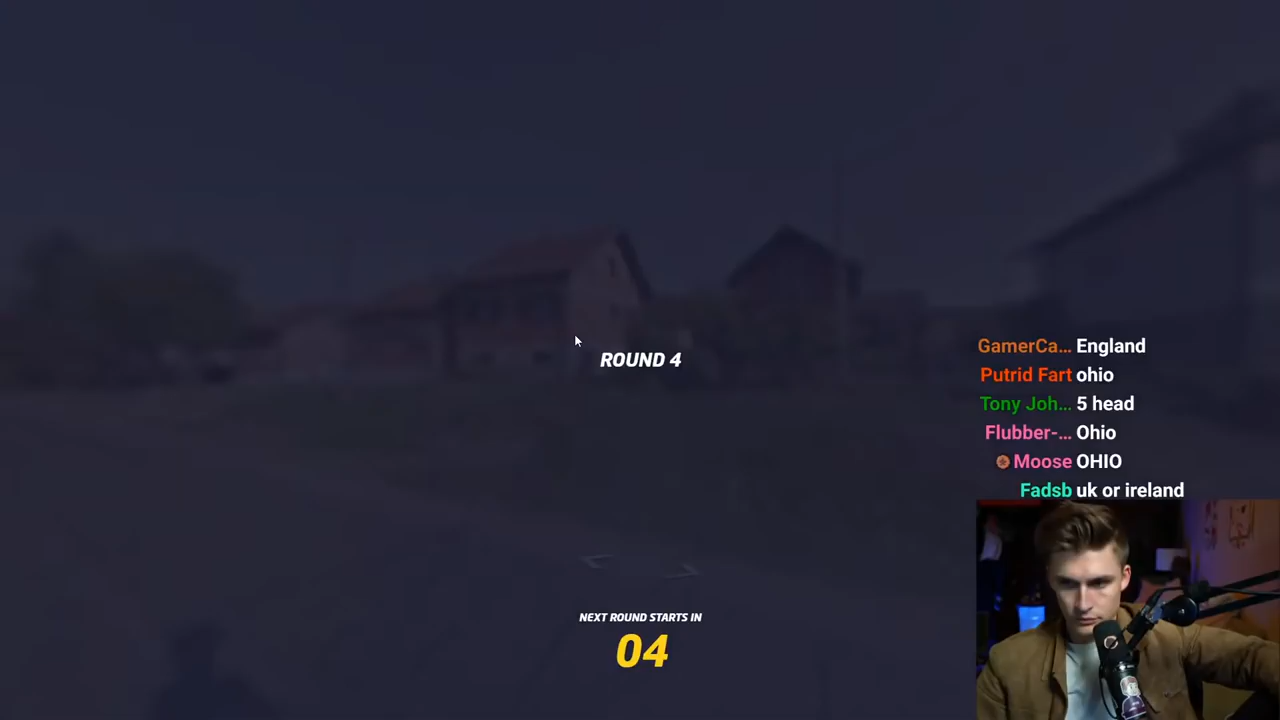 ROUND 4
GamerCa... England
Putrid Fart ohio
Tony Joh... 5 head
Flubber-... Ohio
Moose OHIO
Fadsb uk or ireland
NEXT ROUND STARTS IN
04